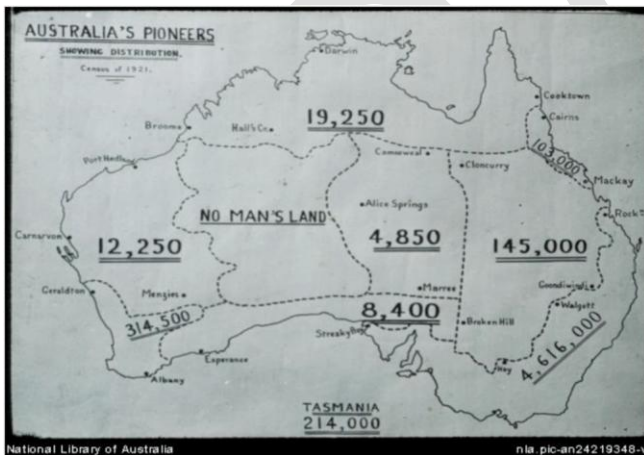 AUSTRALIA'S PIONEERS
SHOWING DISTRIBUTION.
Census of 1921.
Darwin
Cooktown
Cairns
19,250
Broome
Hall's Ck.
103,000
Camooweal
Cloncurry
Port Hedland
Mackay
Alice Springs
NO MAN'S LAND
Carnarvon
12,250
4,850
145,000
Geraldton
Menzies
Marree
Goondiwindi
Walgett
314,500
8,400
Streaky Bay
Broken Hill
4,616,000
Esperance
Hay
Albany
TASMANIA
214,000
National Library of Australia